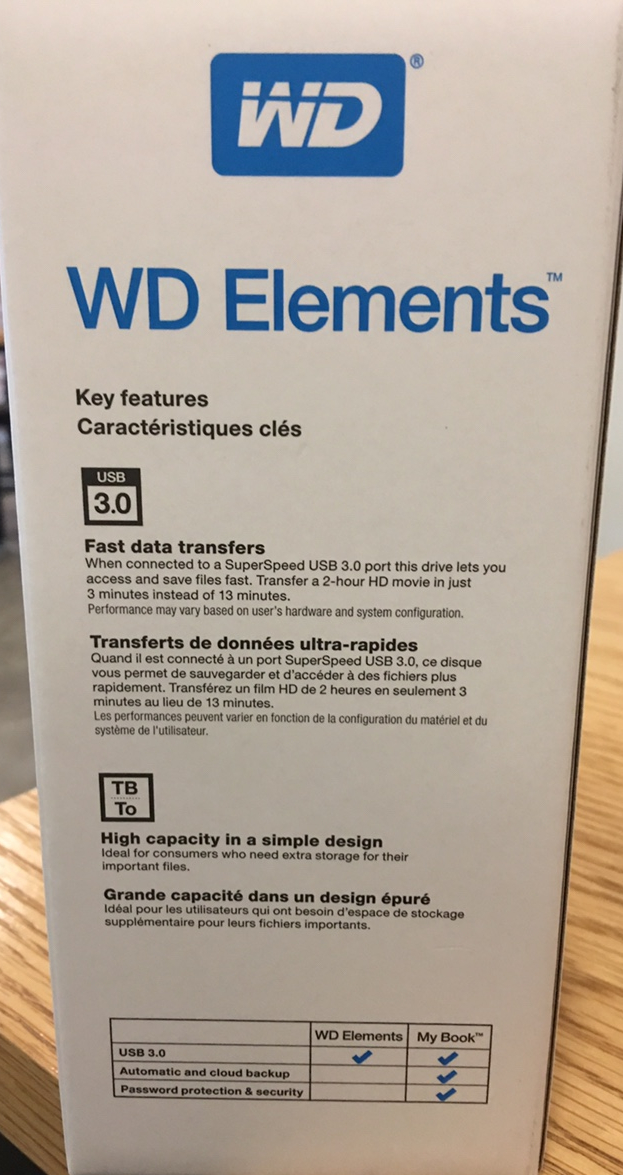 WD®
WD Elements™
Key features
Caractéristiques clés
USB
3.0
Fast data transfers
When connected to a SuperSpeed USB 3.0 port this drive lets you
access and save files fast. Transfer a 2-hour HD movie in just
3 minutes instead of 13 minutes.
Performance may vary based on user's hardware and system configuration.
Transferts de données ultra-rapides
Quand il est connecté à un port SuperSpeed USB 3.0, ce disque
vous permet de sauvegarder et d'accéder à des fichiers plus
rapidement. Transférez un film HD de 2 heures en seulement 3
minutes au lieu de 13 minutes.
Les performances peuvent varier en fonction de la configuration du matériel et du
système de l'utilisateur.
TB
To
High capacity in a simple design
Ideal for consumers who need extra storage for their
important files.
Grande capacité dans un design épuré
Idéal pour les utilisateurs qui ont besoin d'espace de stockage
supplémentaire pour leurs fichiers importants.
WD Elements My Book™
USB 3.0 ✓ ✓
Automatic and cloud backup ✓
Password protection & security ✓